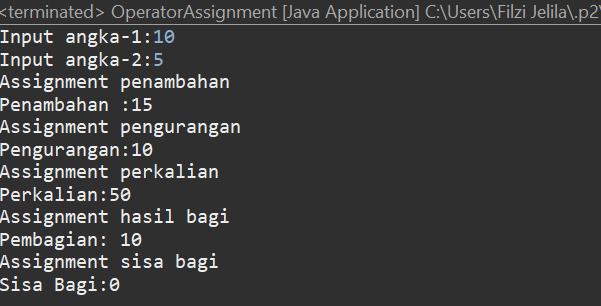 <terminated> OperatorAssignment [Java Application] C:\Users\Filzi Jelila\.p2\
Input angka-1:10
Input angka-2:5
Assignment penambahan
Penambahan :15
Assignment pengurangan
Pengurangan:10
Assignment perkalian
Perkalian:50
Assignment hasil bagi
Pembagian: 10
Assignment sisa bagi
Sisa Bagi:0